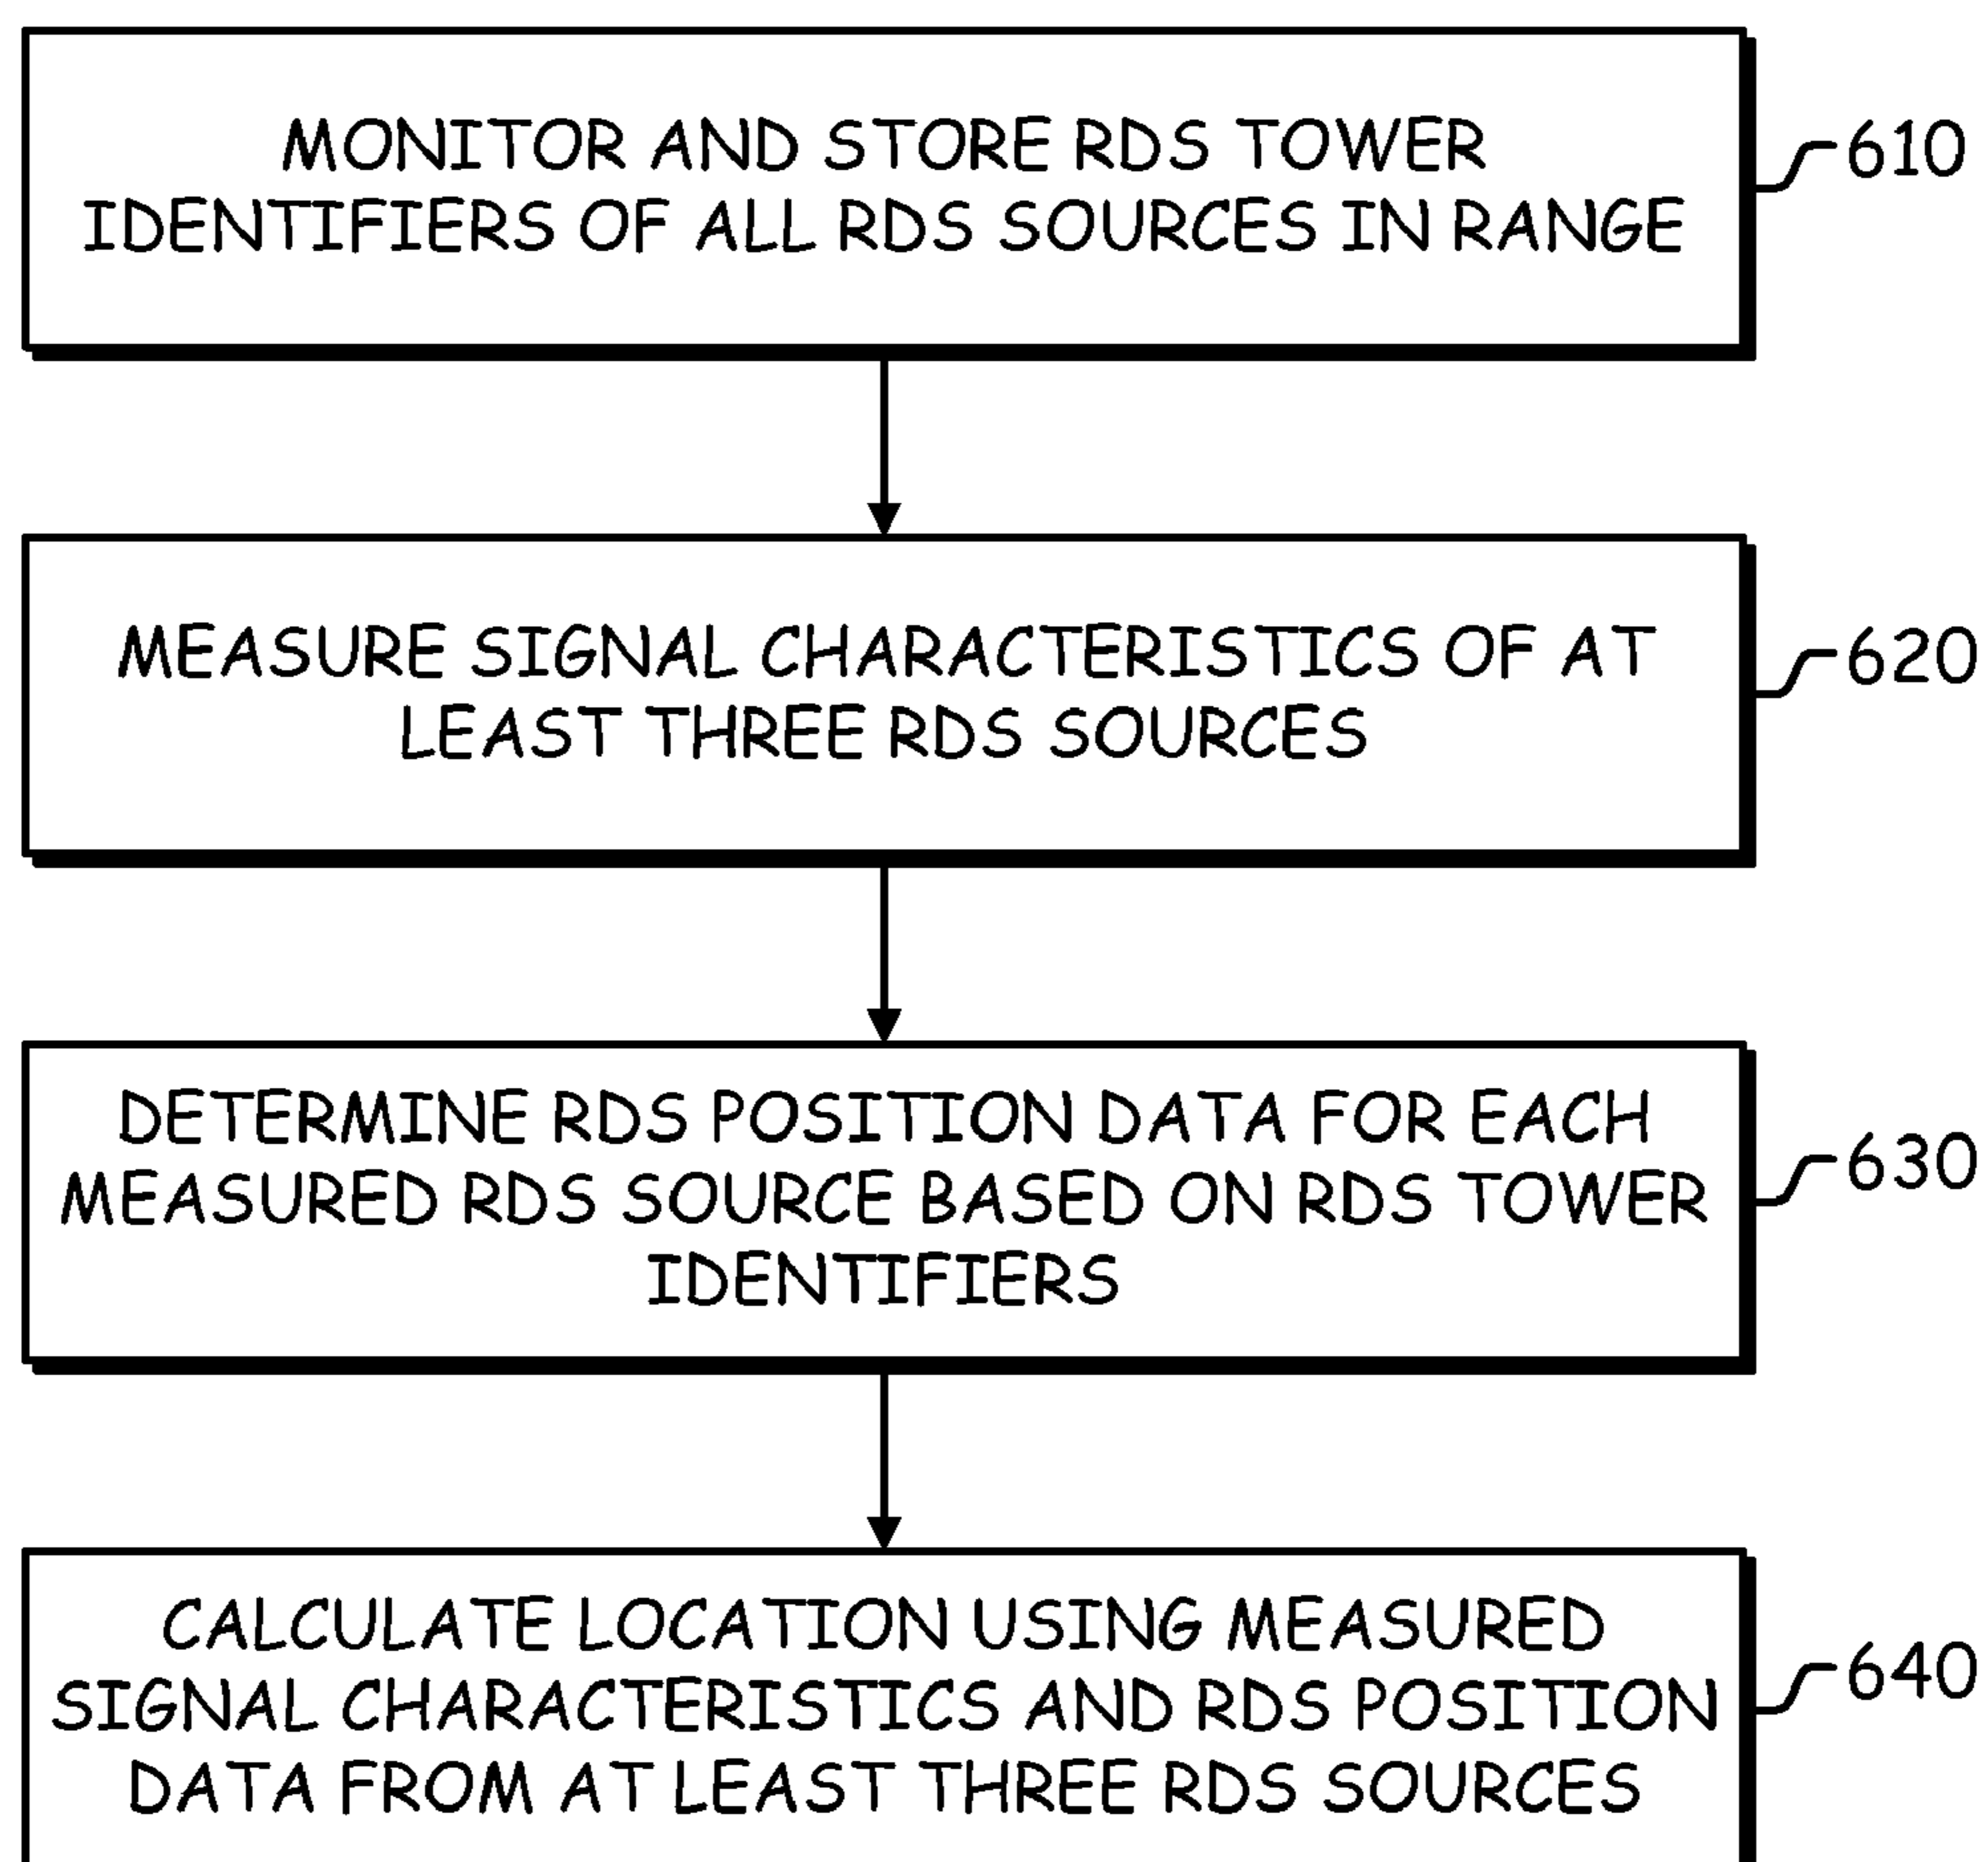 MONITOR AND STORE RDS TOWER
IDENTIFIERS OF ALL RDS SOURCES IN RANGE
610
MEASURE SIGNAL CHARACTERISTICS OF AT
LEAST THREE RDS SOURCES
620
DETERMINE RDS POSITION DATA FOR EACH
MEASURED RDS SOURCE BASED ON RDS TOWER
IDENTIFIERS
630
CALCULATE LOCATION USING MEASURED
SIGNAL CHARACTERISTICS AND RDS POSITION
DATA FROM AT LEAST THREE RDS SOURCES
640